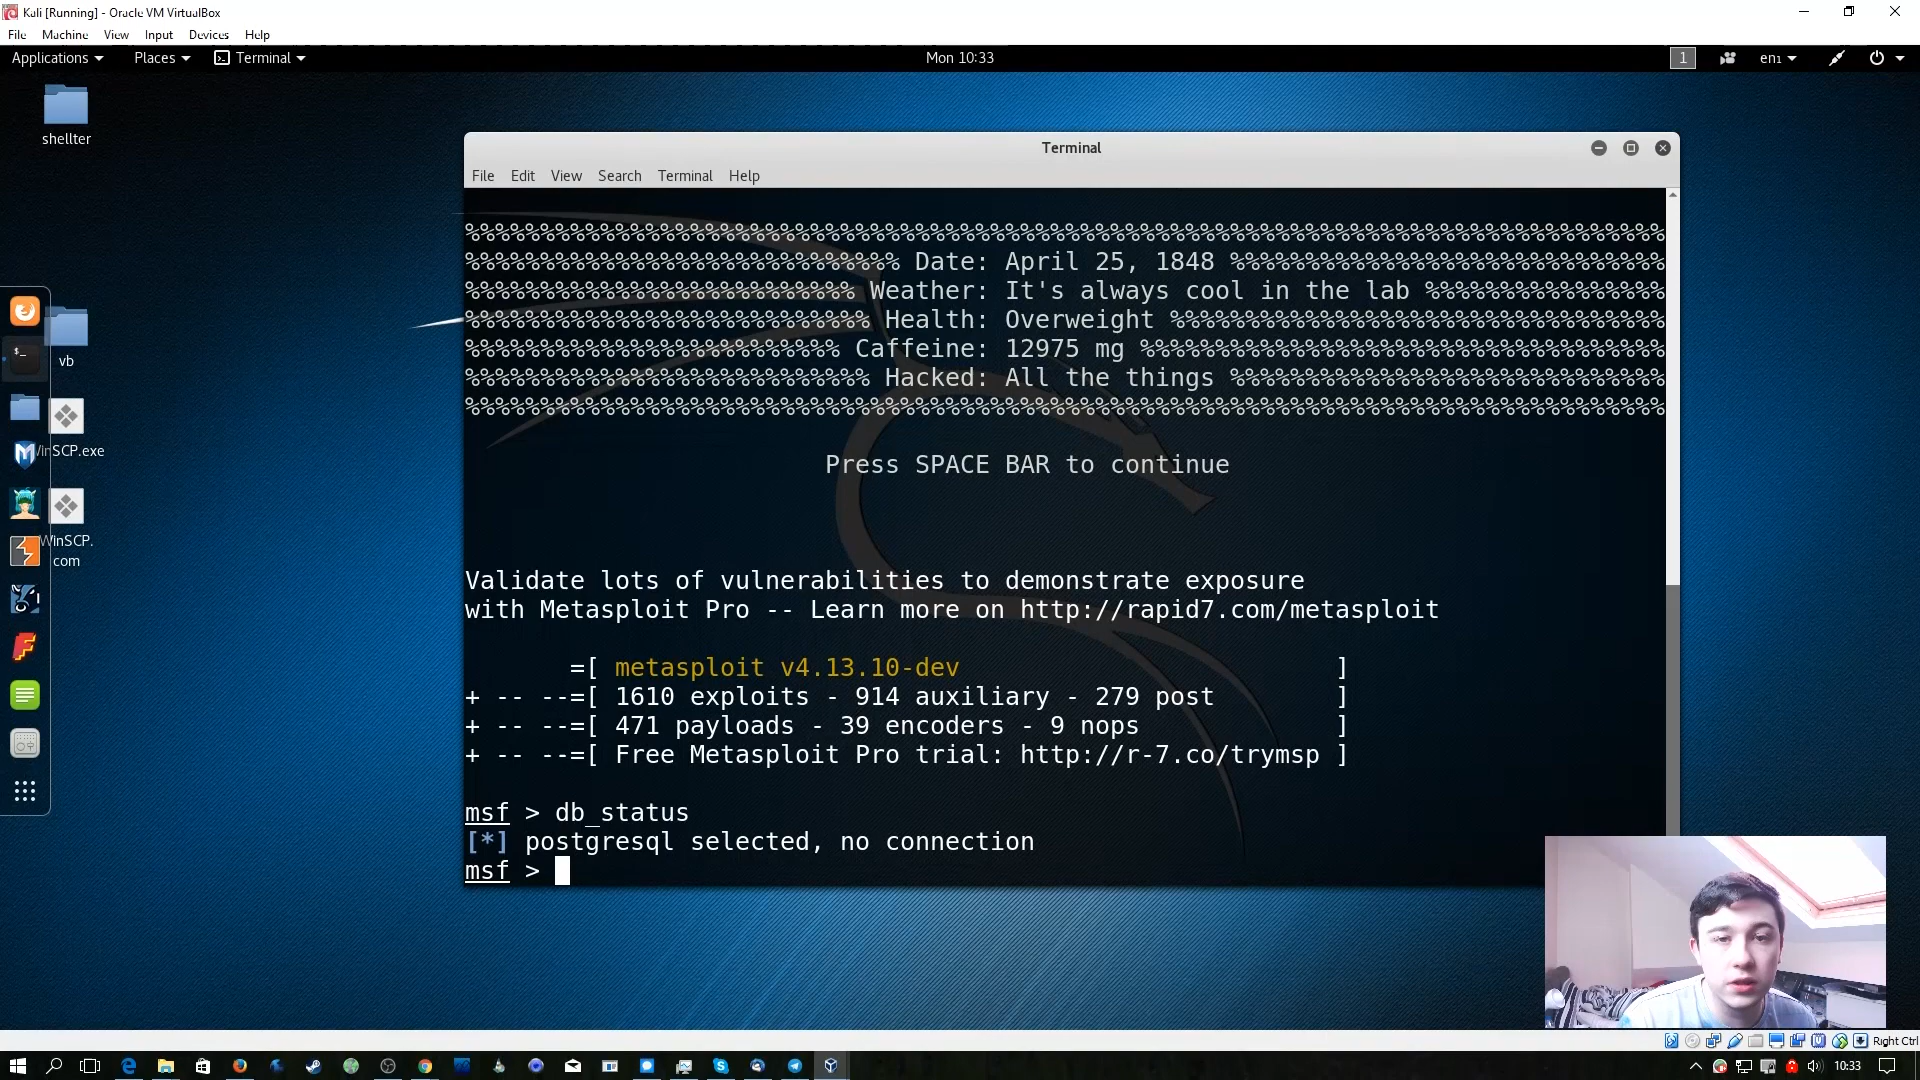 Kali [Running] - Oracle VM VirtualBox
File Machine View Input Devices Help
Applications Places Terminal Mon 10:33 1 en1
shellter
Terminal
File Edit View Search Terminal Help
%%%%%%%%%%%%%%%%%%%%%%%%%%%%%%%%%%%%%%%%%%%%%%%%%%%%%%%%%%%%%%%%%%%%%%%%%%%%%%%%%%
%%%%%%%%%%%%%%%%%%%%%%%%%%%%% Date: April 25, 1848 %%%%%%%%%%%%%%%%%%%%%%%%%%%%%
%%%%%%%%%%%%%%%%%%%%%%%%%% Weather: It's always cool in the lab %%%%%%%%%%%%%%%%
%%%%%%%%%%%%%%%%%%%%%%%%%%% Health: Overweight %%%%%%%%%%%%%%%%%%%%%%%%%%%%%%%%%
%%%%%%%%%%%%%%%%%%%%%%%%% Caffeine: 12975 mg %%%%%%%%%%%%%%%%%%%%%%%%%%%%%%%%%%%
%%%%%%%%%%%%%%%%%%%%%%%%%%% Hacked: All the things %%%%%%%%%%%%%%%%%%%%%%%%%%%%%
%%%%%%%%%%%%%%%%%%%%%%%%%%%%%%%%%%%%%%%%%%%%%%%%%%%%%%%%%%%%%%%%%%%%%%%%%%%%%%%%%%
Press SPACE BAR to continue
vb
WinSCP.exe
WinSCP.
com
Validate lots of vulnerabilities to demonstrate exposure
with Metasploit Pro -- Learn more on http://rapid7.com/metasploit
=[ metasploit v4.13.10-dev ]
+ -- --=[ 1610 exploits - 914 auxiliary - 279 post ]
+ -- --=[ 471 payloads - 39 encoders - 9 nops ]
+ -- --=[ Free Metasploit Pro trial: http://r-7.co/trymsp ]
msf > db_status
[*] postgresql selected, no connection
msf >
Right Ctrl
10:33